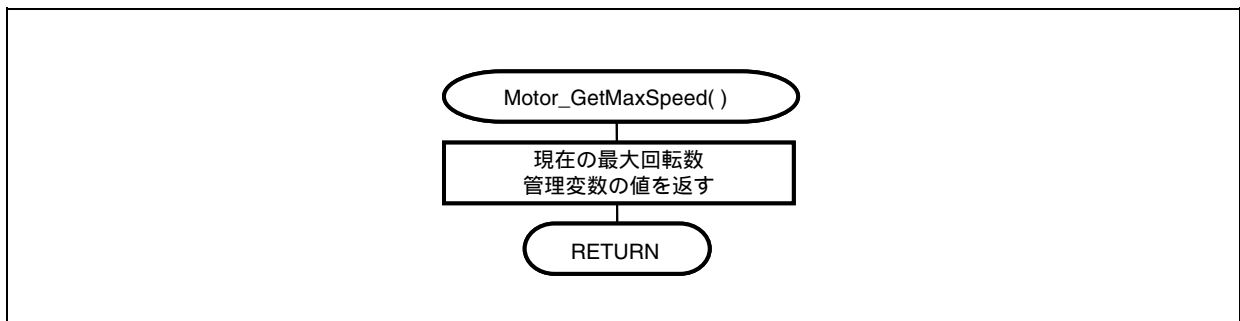 Motor_GetMaxSpeed( )
現在の最大回転数
管理変数の値を返す
RETURN